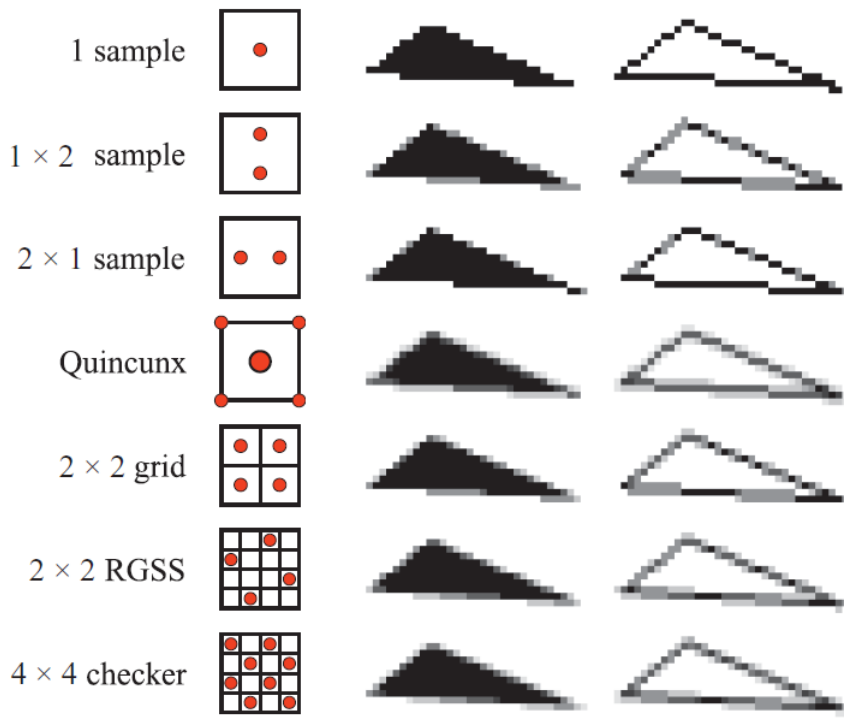 1 sample
1 × 2 sample
2 × 1 sample
Quincunx
2 × 2 grid
2 × 2 RGSS
4 × 4 checker